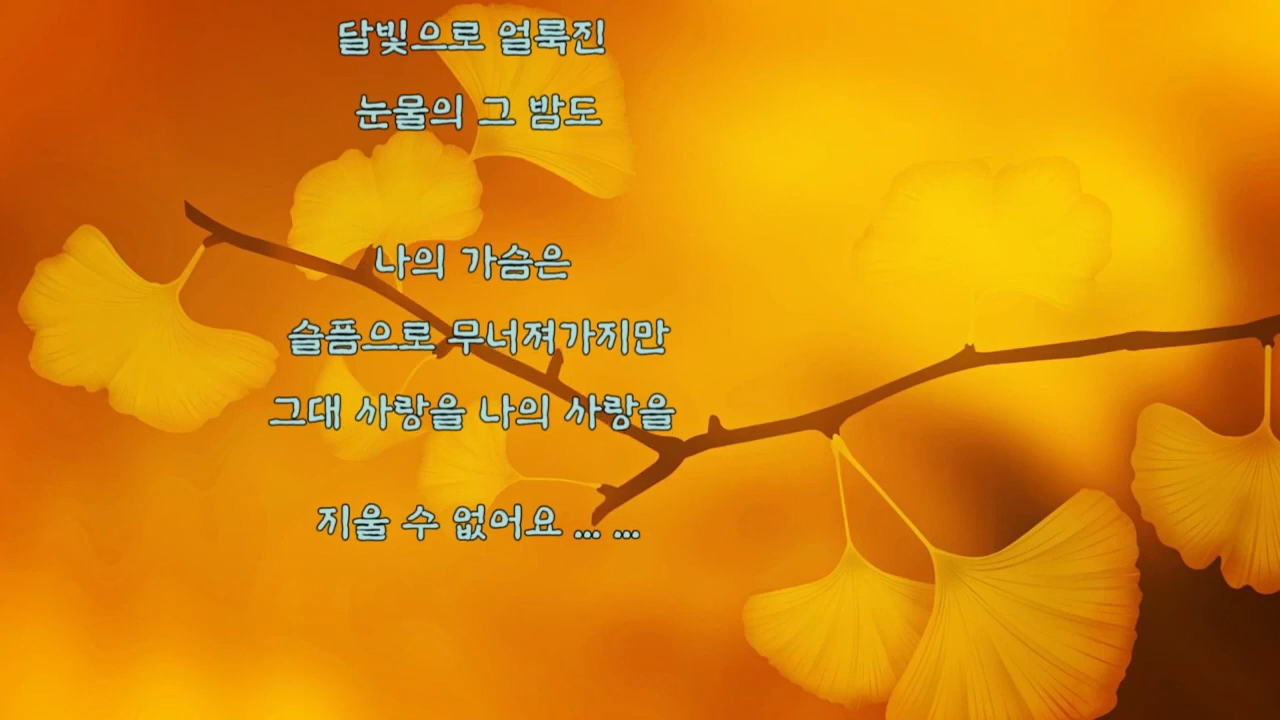 달빛으로 얼룩진
눈물의 그 밤도
나의 가슴은
슬픔으로 무너져가지만
그대 사랑을 나의 사랑을
지울 수 없어요 ... ...